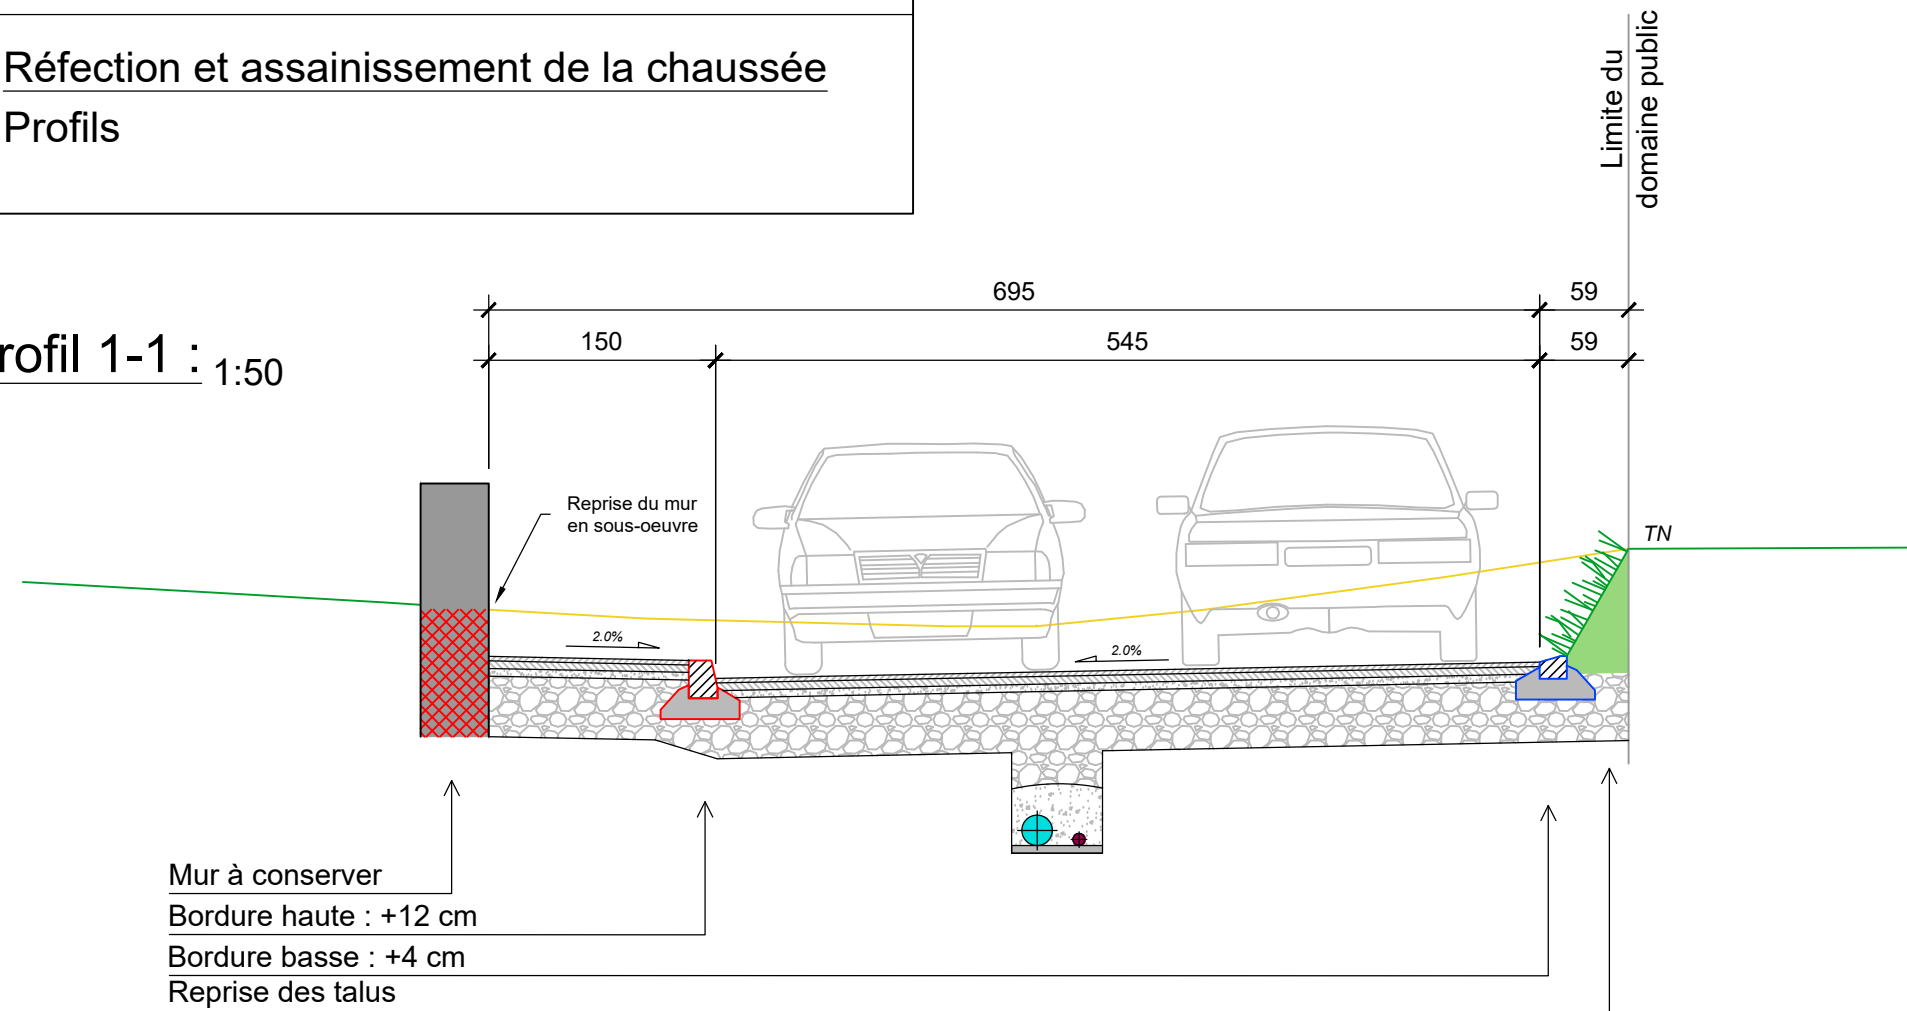 Réfection et assainissement de la chaussée
Profils
Limite du
domaine public
rofil 1-1 : 1:50
695
59
150
545
59
Reprise du mur
en sous-oeuvre
TN
2.0%
2.0%
Mur à conserver
Bordure haute : +12 cm
Bordure basse : +4 cm
Reprise des talus